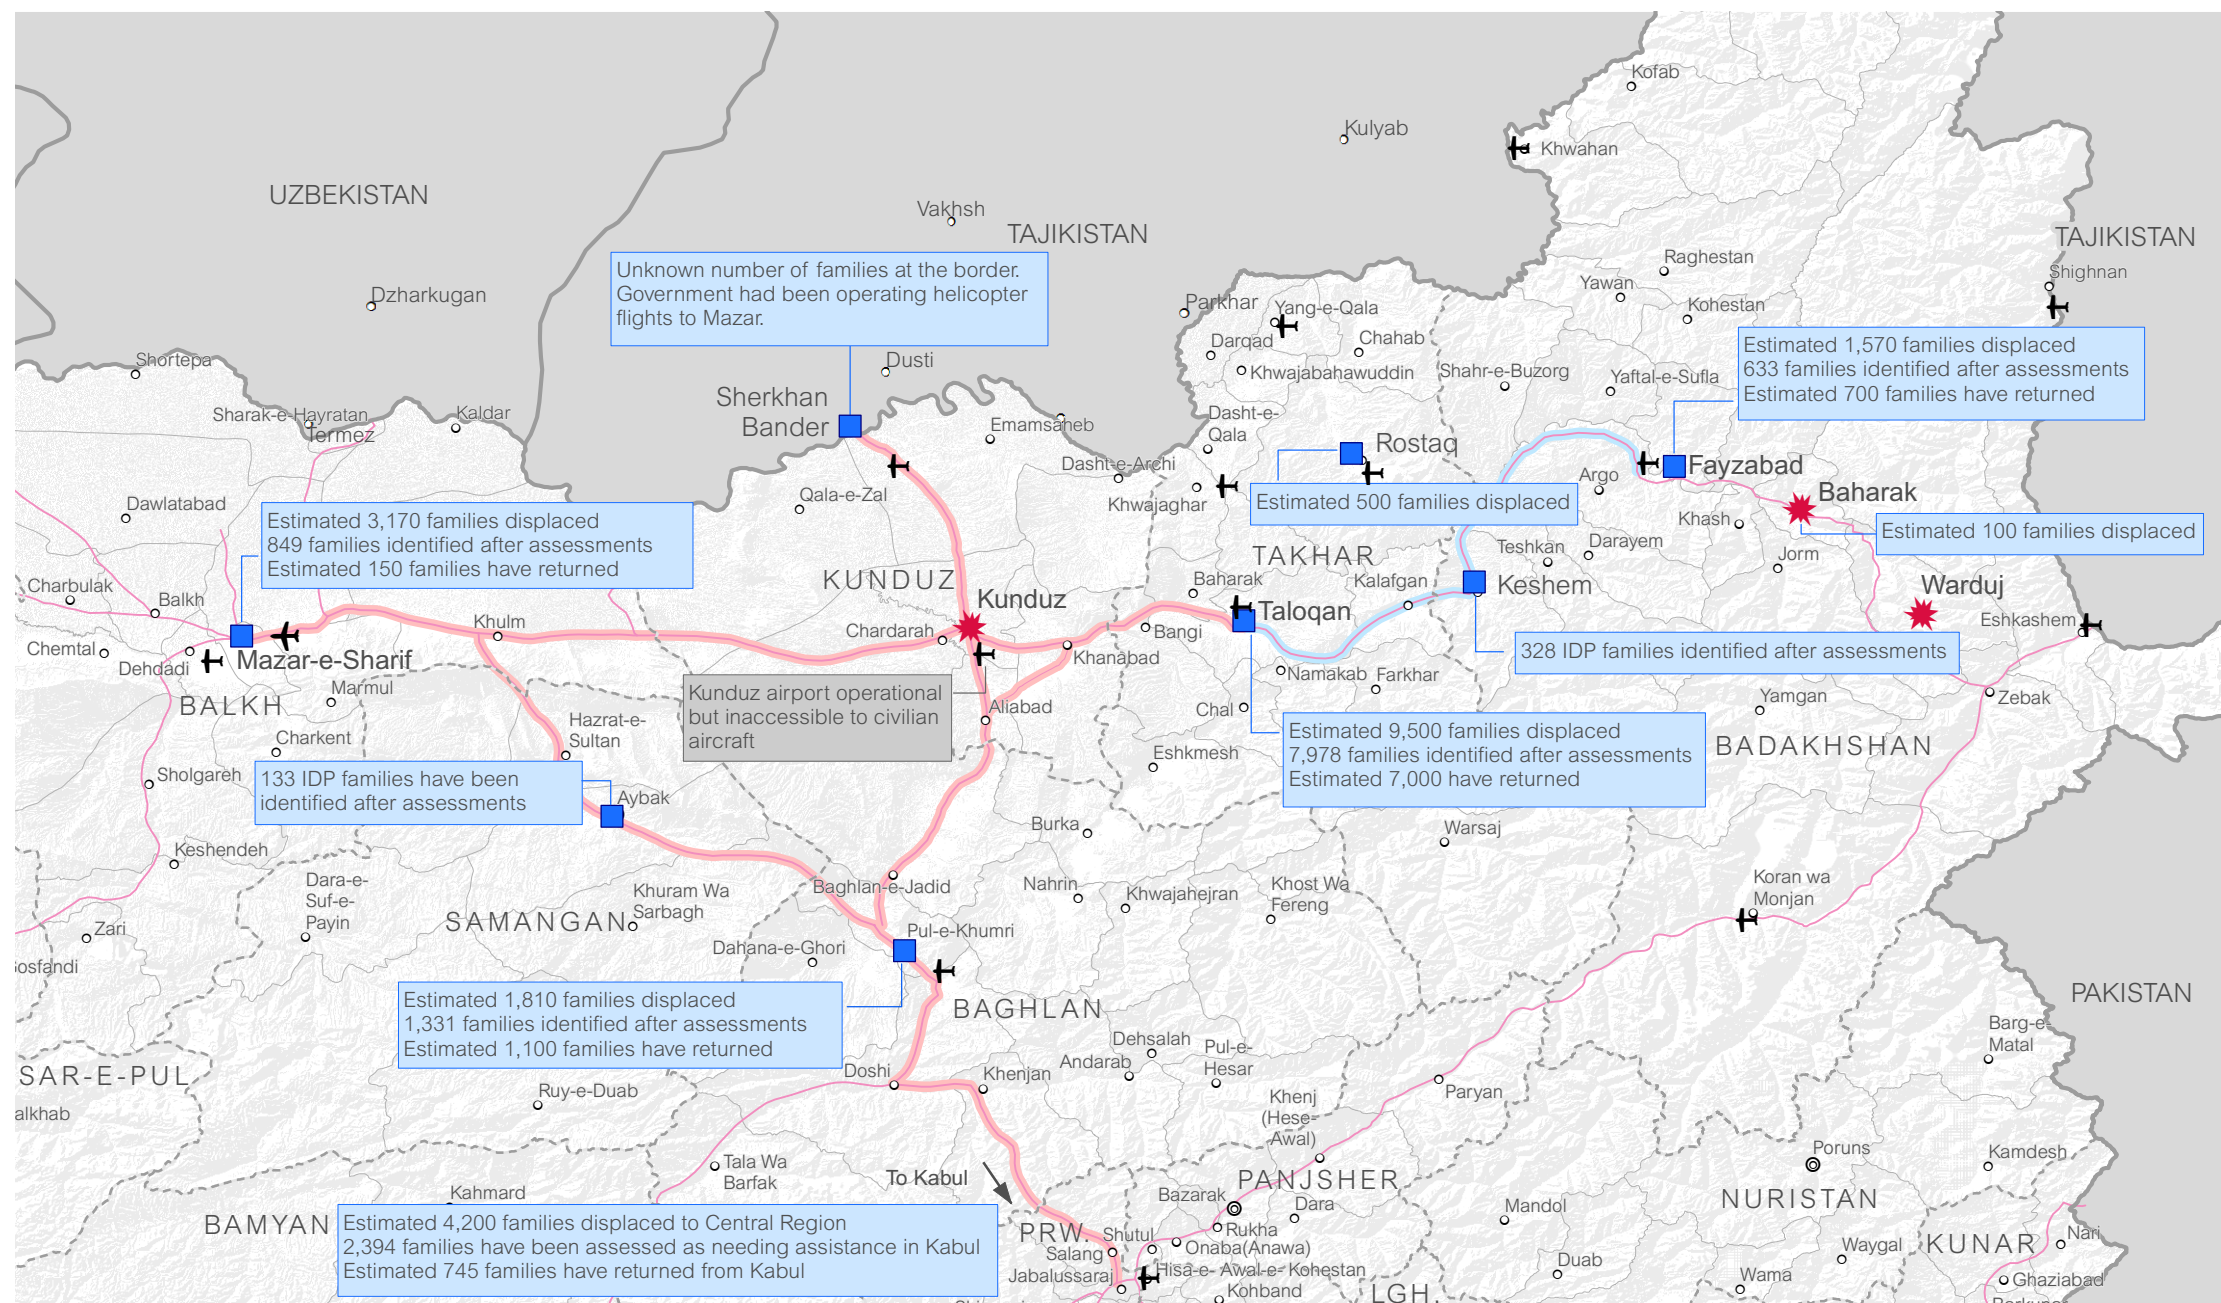 Kofab
Kulyab
Khwahan
UZBEKISTAN
Vakhsh
TAJIKISTAN
TAJIKISTAN
Raghestan
Shighnan
Yawan
Unknown number of families at the border.
Government had been operating helicopter
flights to Mazar.
Dzharkugan
Parkhar
Yang-e-Qala
Kohestan
Darqad
Chahab
Estimated 1,570 families displaced
633 families identified after assessments
Estimated 700 families have returned
Shortepa
Dusti
Khwajabahawuddin
Shahr-e-Buzorg
Yaftal-e-Sufla
Sherkhan
Bander
Sharak-e-Hayratan
Termez
Kaldar
Emamsaheb
Dasht-e-
Qala
Rostaq
Dasht-e-Archi
Fayzabad
Argo
Baharak
Qala-e-Zal
Khwajaghar
Estimated 500 families displaced
Dawlatabad
Estimated 3,170 families displaced
849 families identified after assessments
Estimated 150 families have returned
Khash
Estimated 100 families displaced
Teshkan
Darayem
Jorm
TAKHAR
KUNDUZ
Baharak
Kalafgan
Keshem
Charbulak
Balkh
Kunduz
Taloqan
Warduj
Khulm
Chardarah
Bangi
Eshkashem
Chemtal
Dehdadi
Mazar-e-Sharif
Khanabad
328 IDP families identified after assessments
Marmul
Kunduz airport operational
but inaccessible to civilian
aircraft
Namakab
Farkhar
BALKH
Hazrat-e-
Sultan
Aliabad
Chal
Yamgan
Zebak
Charkent
Estimated 9,500 families displaced
7,978 families identified after assessments
Estimated 7,000 have returned
Eshkmesh
BADAKHSHAN
Sholgareh
133 IDP families have been
identified after assessments
Aybak
Burka
Warsaj
Keshendeh
Dara-e-
Suf-e-
Payin
Khuram Wa
Sarbagh
Baghlan-e-Jadid
Nahrin
Khwajahejran
Khost Wa
Fereng
Koran wa
Monjan
Zari
SAMANGAN
Dahana-e-Ghori
Pul-e-Khumri
osfandi
PAKISTAN
Estimated 1,810 families displaced
1,331 families identified after assessments
Estimated 1,100 families have returned
BAGHLAN
Barg-e-
Matal
Dehsalah
Pul-e-
Hesar
SAR-E-PUL
Doshi
Khenjan
Andarab
alkhab
Ruy-e-Duab
Khenj
(Hese-
Awal)
Paryan
Tala Wa
Barfak
To Kabul
Poruns
Kamdesh
PANJSHER
Kahmard
Bazarak
Dara
Mandol
NURISTAN
BAMYAN
Estimated 4,200 families displaced to Central Region
2,394 families have been assessed as needing assistance in Kabul
Estimated 745 families have returned from Kabul
PRW.
Shutul
Rukha
Salang
Onaba(Anawa)
Duab
Waygal
KUNAR
Nari
Jabalussaraj
Hisa-e- Awal-e- Kohestan
Kohband
LGH.
Wama
Ghaziabad